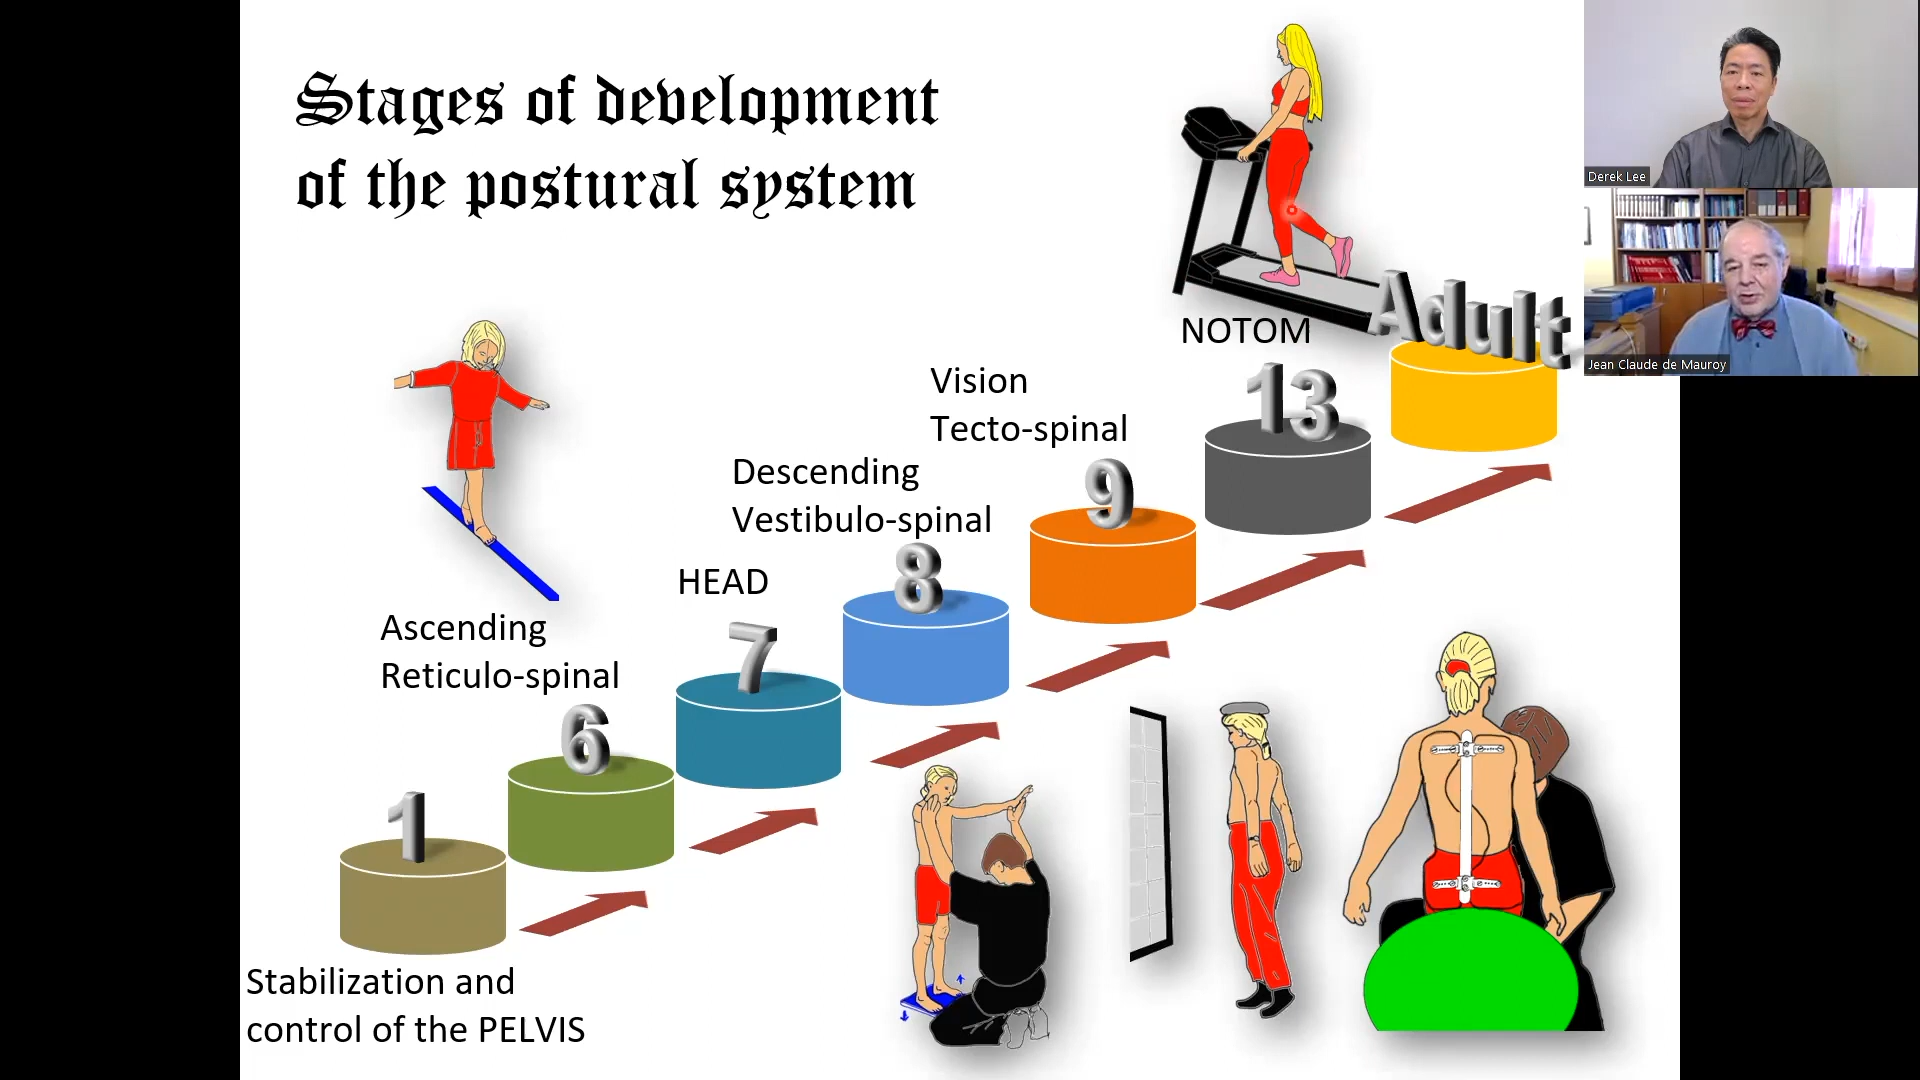 Stages of development
of the postural system
Derek Lee
Jean Claude de Mauroy
Adult
NOTOM
13
Vision
Tecto-spinal
9
Descending
Vestibulo-spinal
8
HEAD
7
Ascending
Reticulo-spinal
6
1
Stabilization and
control of the PELVIS